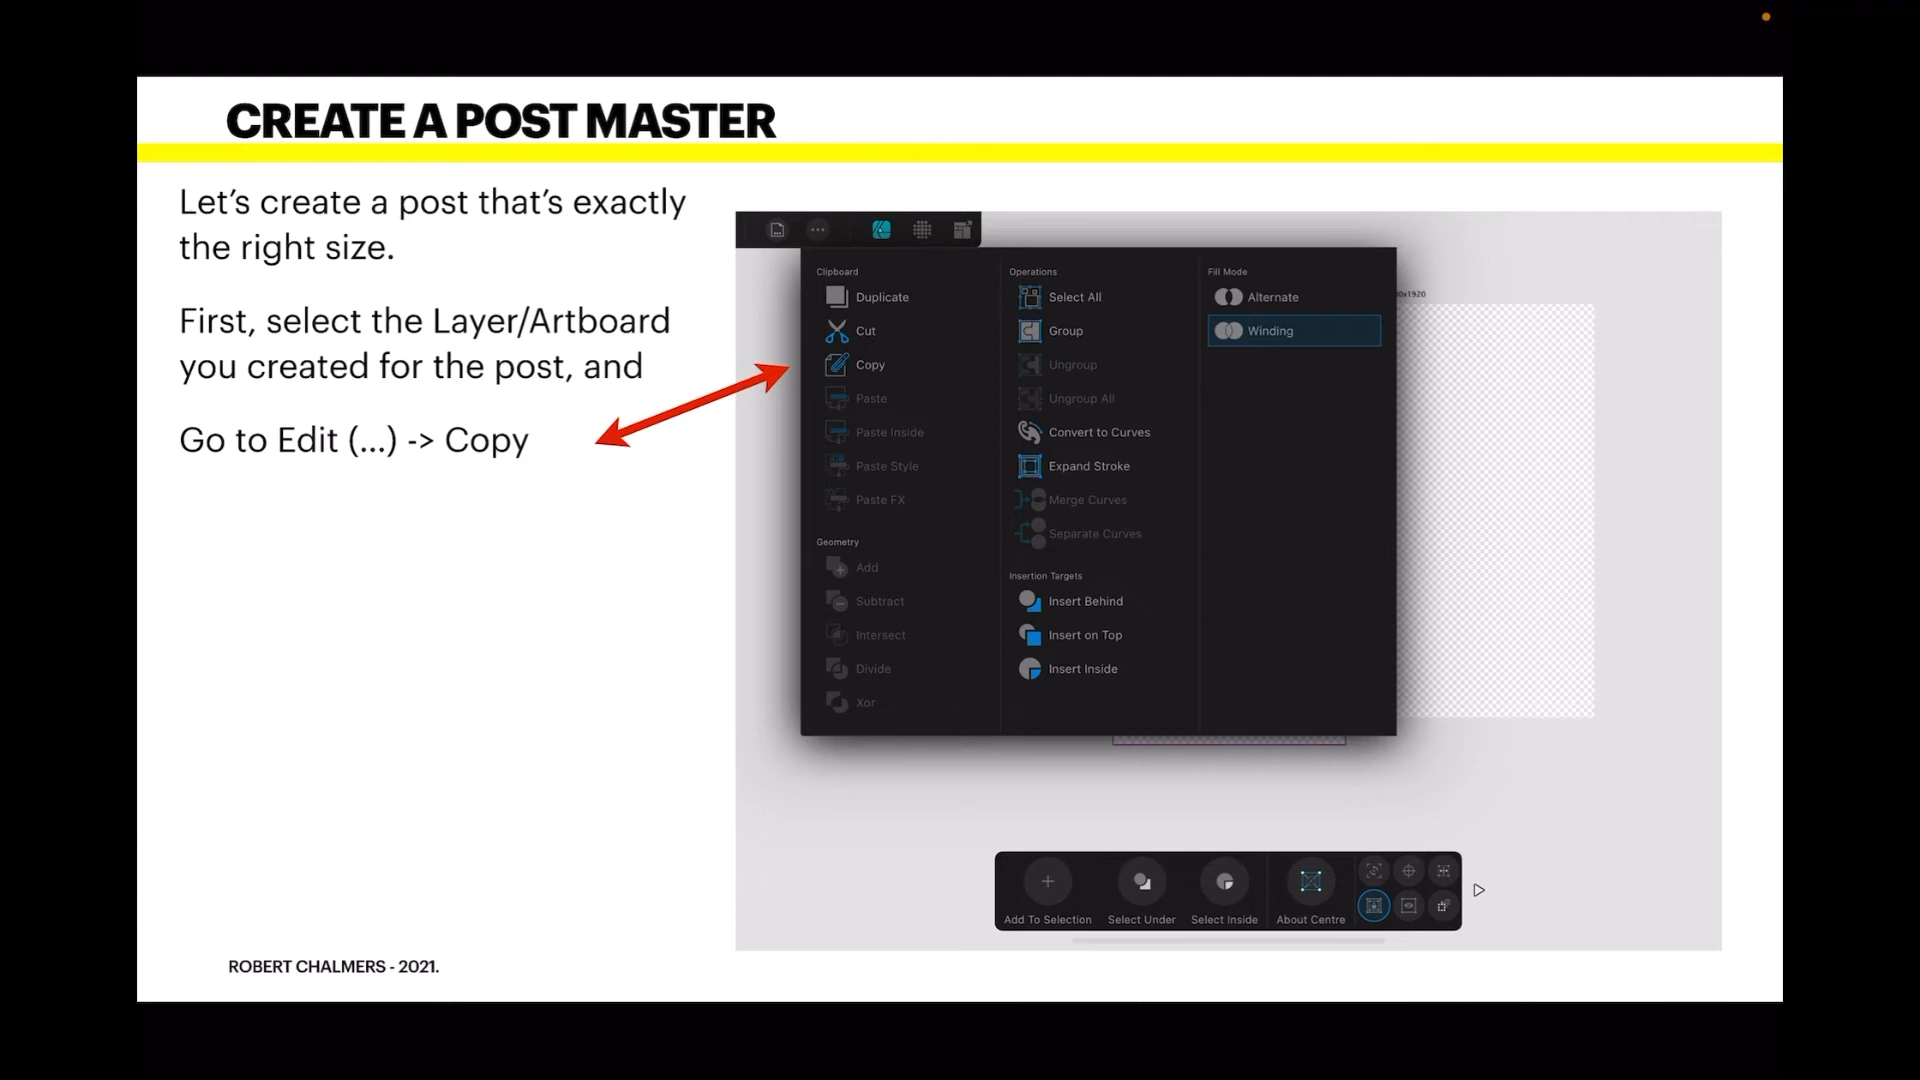 CREATE A POST MASTER
Let’s create a post that’s exactly
the right size.
First, select the Layer/Artboard
you created for the post, and
Go to Edit (...) -> Copy
Clipboard
Duplicate
Cut
Copy
Paste
Paste Inside
Paste Style
Paste FX
Geometry
Add
Subtract
Intersect
Divide
Xor
Operations
Select All
Group
Ungroup
Ungroup All
Convert to Curves
Expand Stroke
Merge Curves
Separate Curves
Insertion Targets
Insert Behind
Insert on Top
Insert Inside
Fill Mode
Alternate
Winding
Add To Selection
Select Under
Select Inside
About Centre
ROBERT CHALMERS - 2021.